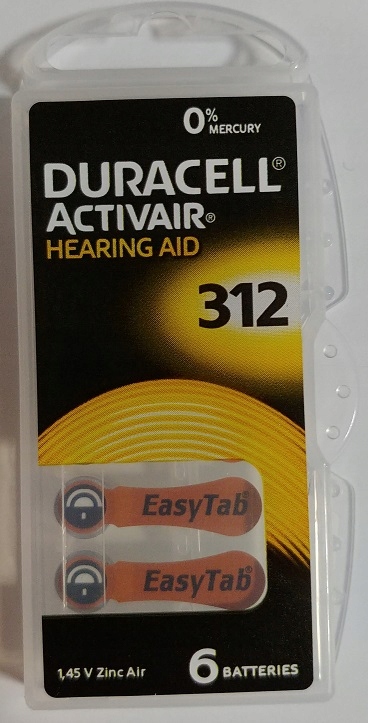 0% MERCURY
DURACELL®
ACTIVAIR®
HEARING AID
312
EasyTab®
EasyTab®
1,45 V Zinc Air
6 BATTERIES